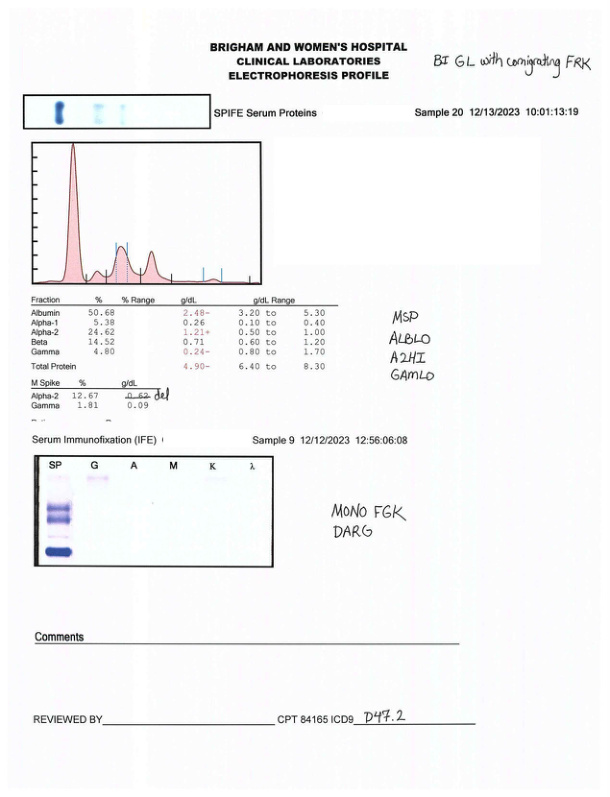 BRIGHAM AND WOMEN'S HOSPITAL
CLINICAL LABORATORIES
ELECTROPHORESIS PROFILE
BI GL with comigrating FRK
SPIFE Serum Proteins Sample 20 12/13/2023 10:01:13:19
Fraction % % Range g/dL g/dL Range
Albumin 50.68 2.48- 3.20 to 5.30
Alpha-1 5.38 0.26 0.10 to 0.40
Alpha-2 24.62 1.21+ 0.50 to 1.00
Beta 14.52 0.71 0.60 to 1.20
Gamma 4.80 0.24- 0.80 to 1.70
Total Protein 4.90- 6.40 to 8.30
MSP
ALBLO
A2HI
GAMLO
M Spike % g/dL
Alpha-2 12.67 0.62 del
Gamma 1.81 0.09
Serum Immunofixation (IFE) Sample 9 12/12/2023 12:56:06:08
SP G A M K λ
MONO FGK
DARG
Comments
REVIEWED BY CPT 84165 ICD9 D47.2